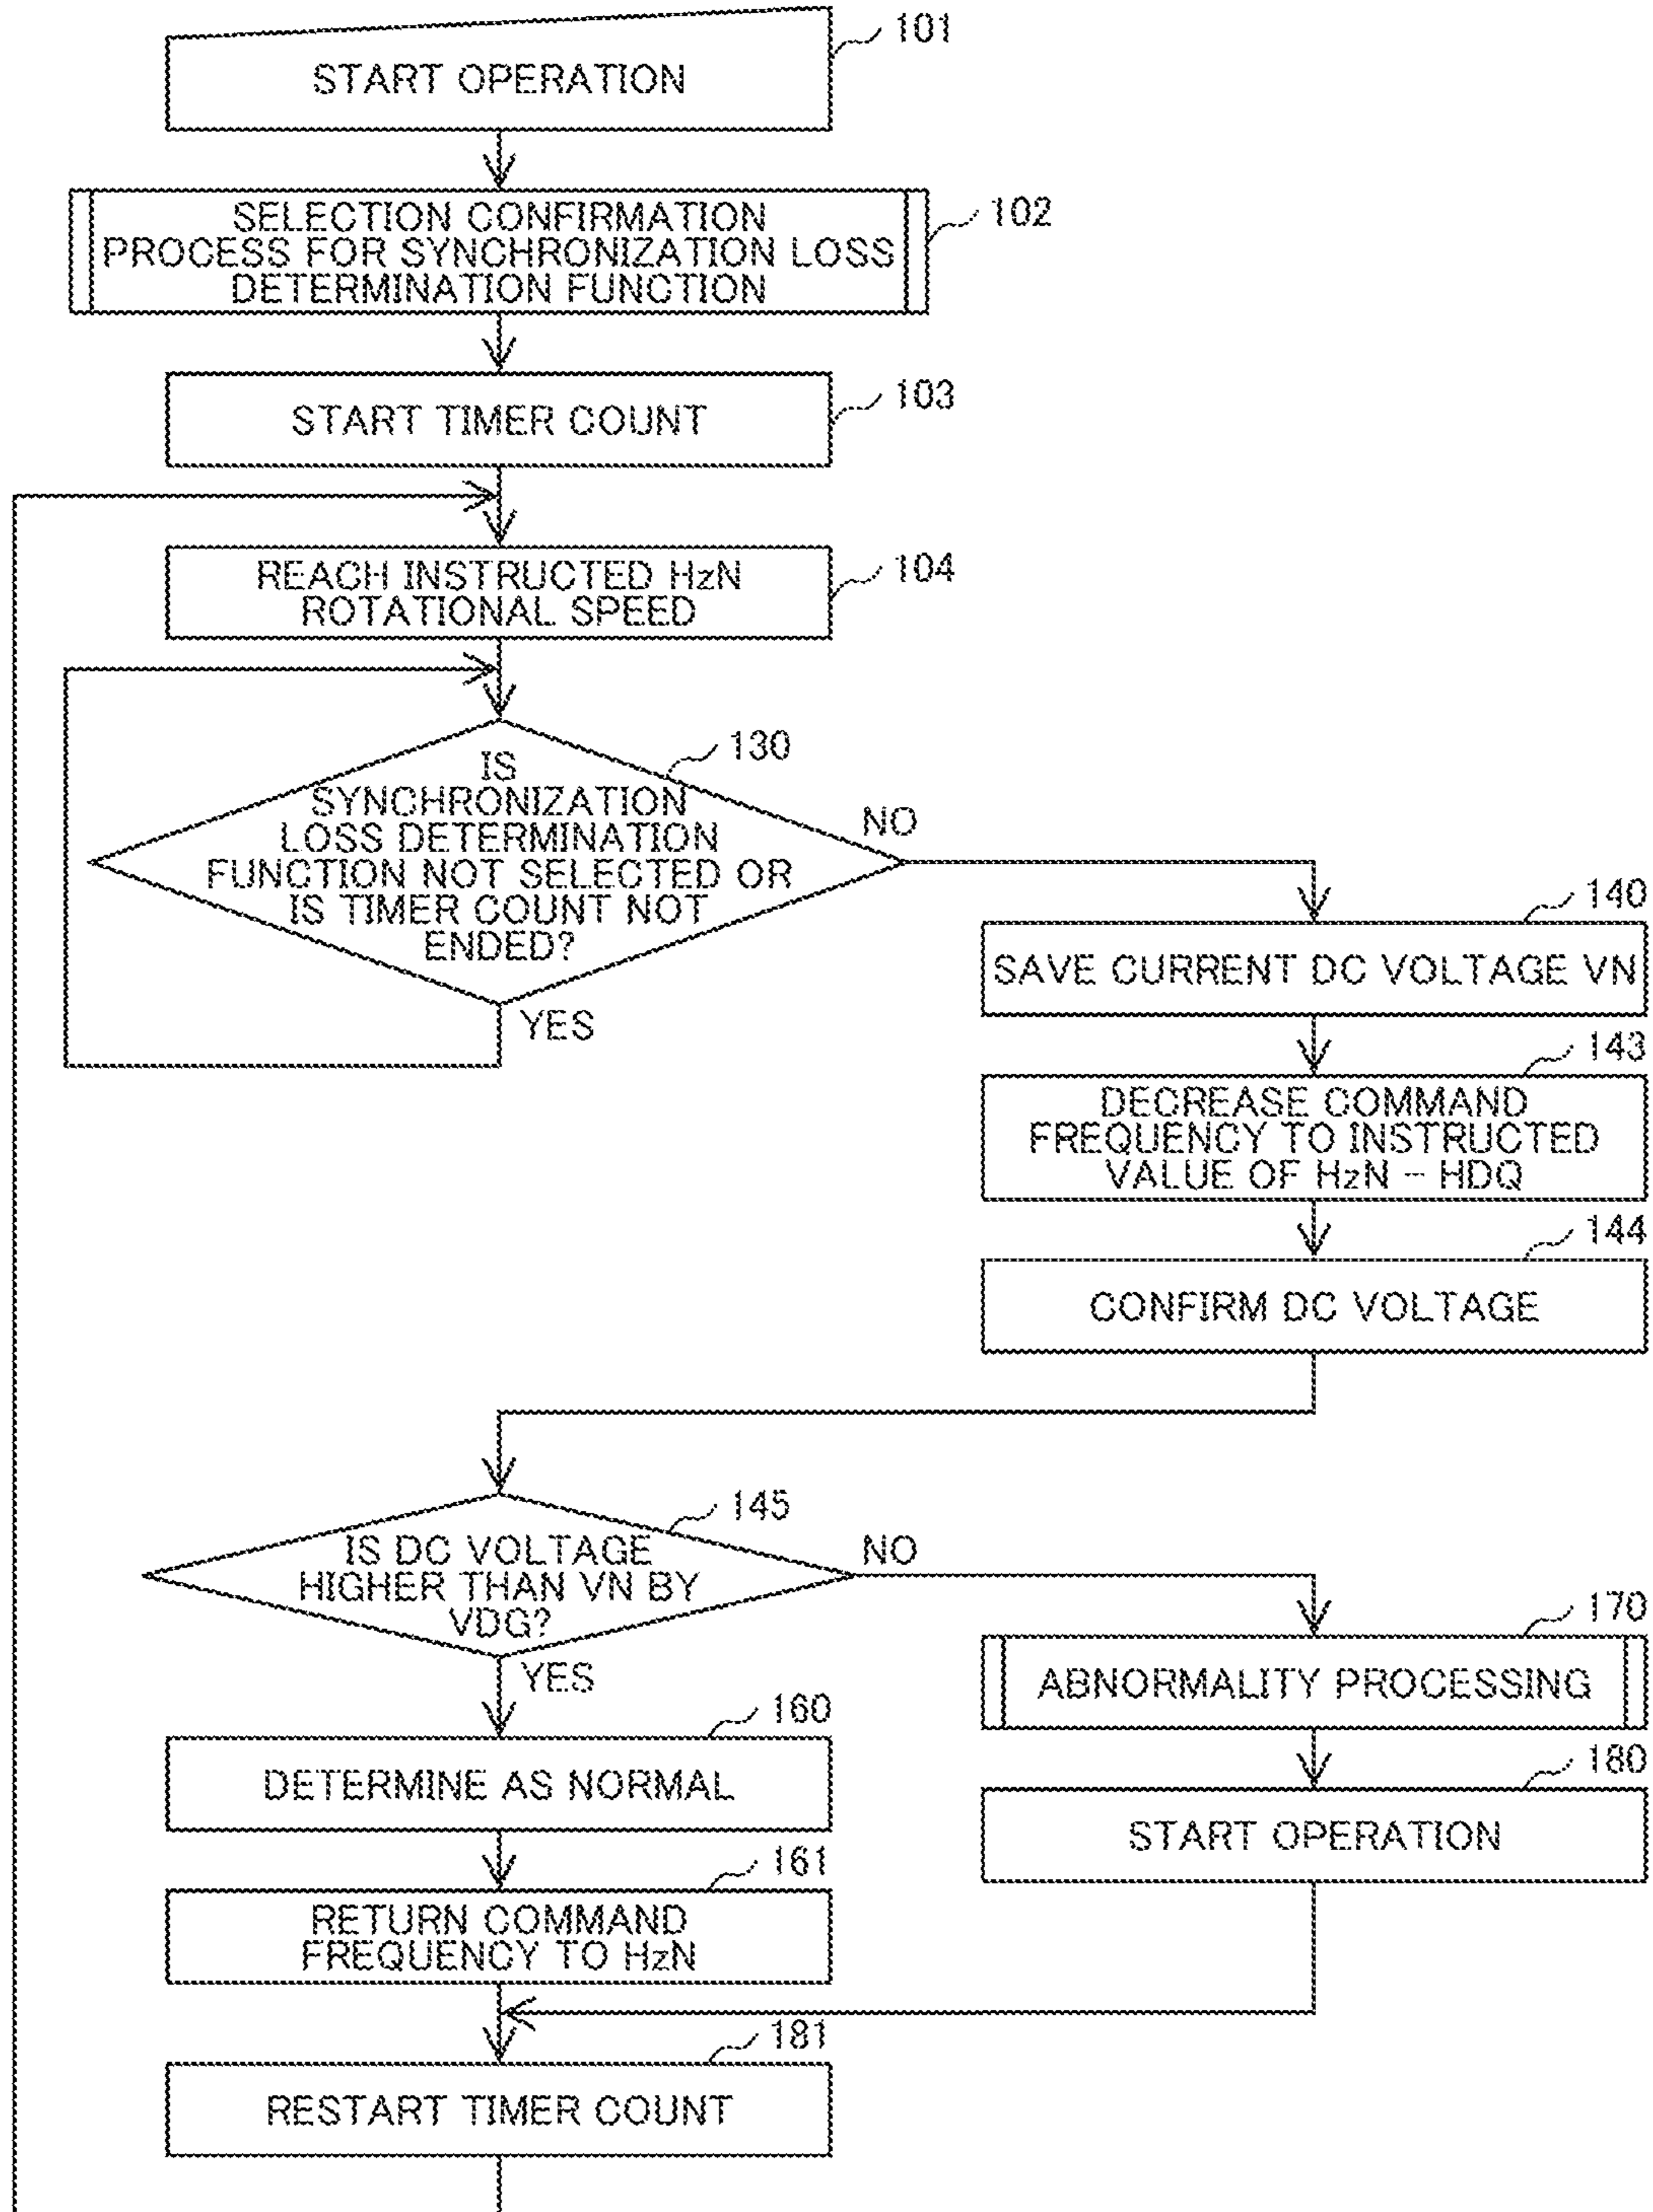 START OPERATION
101
SELECTION CONFIRMATION
PROCESS FOR SYNCHRONIZATION LOSS
DETERMINATION FUNCTION
102
START TIMER COUNT
103
REACH INSTRUCTED HzN
ROTATIONAL SPEED
104
130
IS
SYNCHRONIZATION
LOSS DETERMINATION
FUNCTION NOT SELECTED OR
IS TIMER COUNT NOT
ENDED?
NO
YES
140
SAVE CURRENT DC VOLTAGE VN
143
DECREASE COMMAND
FREQUENCY TO INSTRUCTED
VALUE OF HzN - HDQ
144
CONFIRM DC VOLTAGE
145
IS DC VOLTAGE
HIGHER THAN VN BY
VDG?
NO
YES
170
ABNORMALITY PROCESSING
160
DETERMINE AS NORMAL
180
START OPERATION
161
RETURN COMMAND
FREQUENCY TO HzN
181
RESTART TIMER COUNT